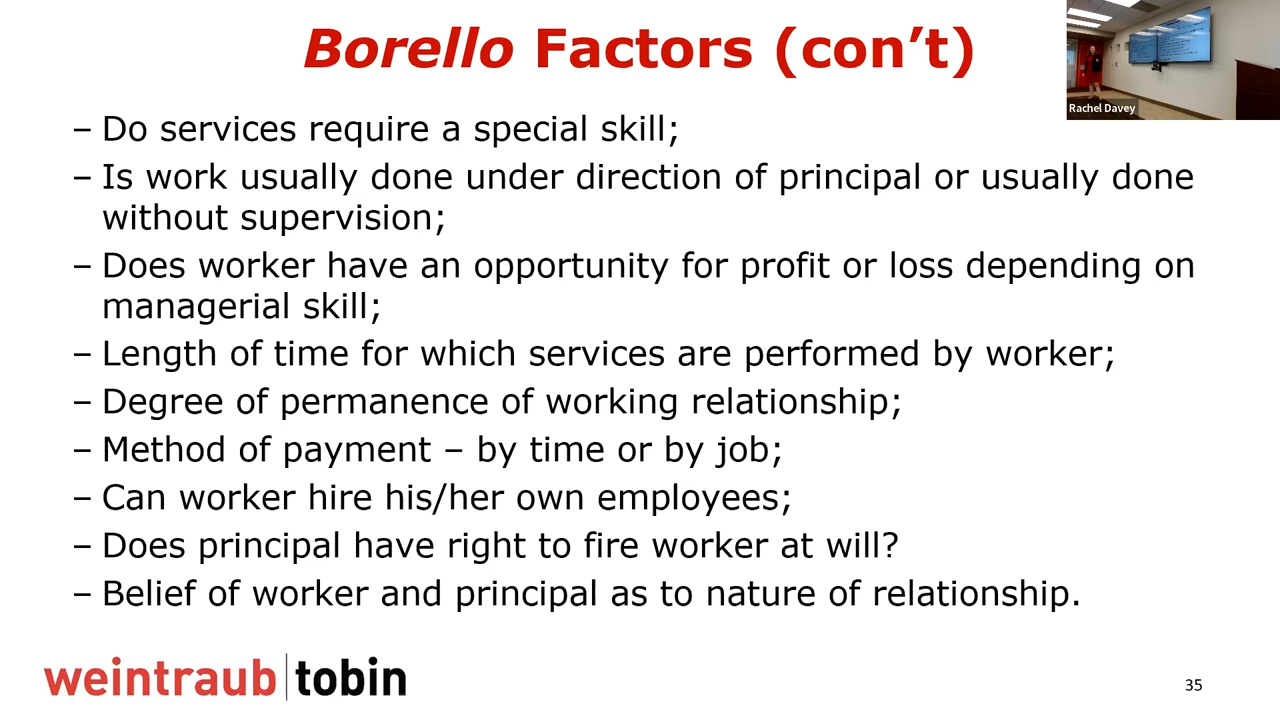 Borello Factors (con’t)
Rachel Davey
– Do services require a special skill;
– Is work usually done under direction of principal or usually done
without supervision;
– Does worker have an opportunity for profit or loss depending on
managerial skill;
– Length of time for which services are performed by worker;
– Degree of permanence of working relationship;
– Method of payment – by time or by job;
– Can worker hire his/her own employees;
– Does principal have right to fire worker at will?
– Belief of worker and principal as to nature of relationship.
weintraub tobin
35